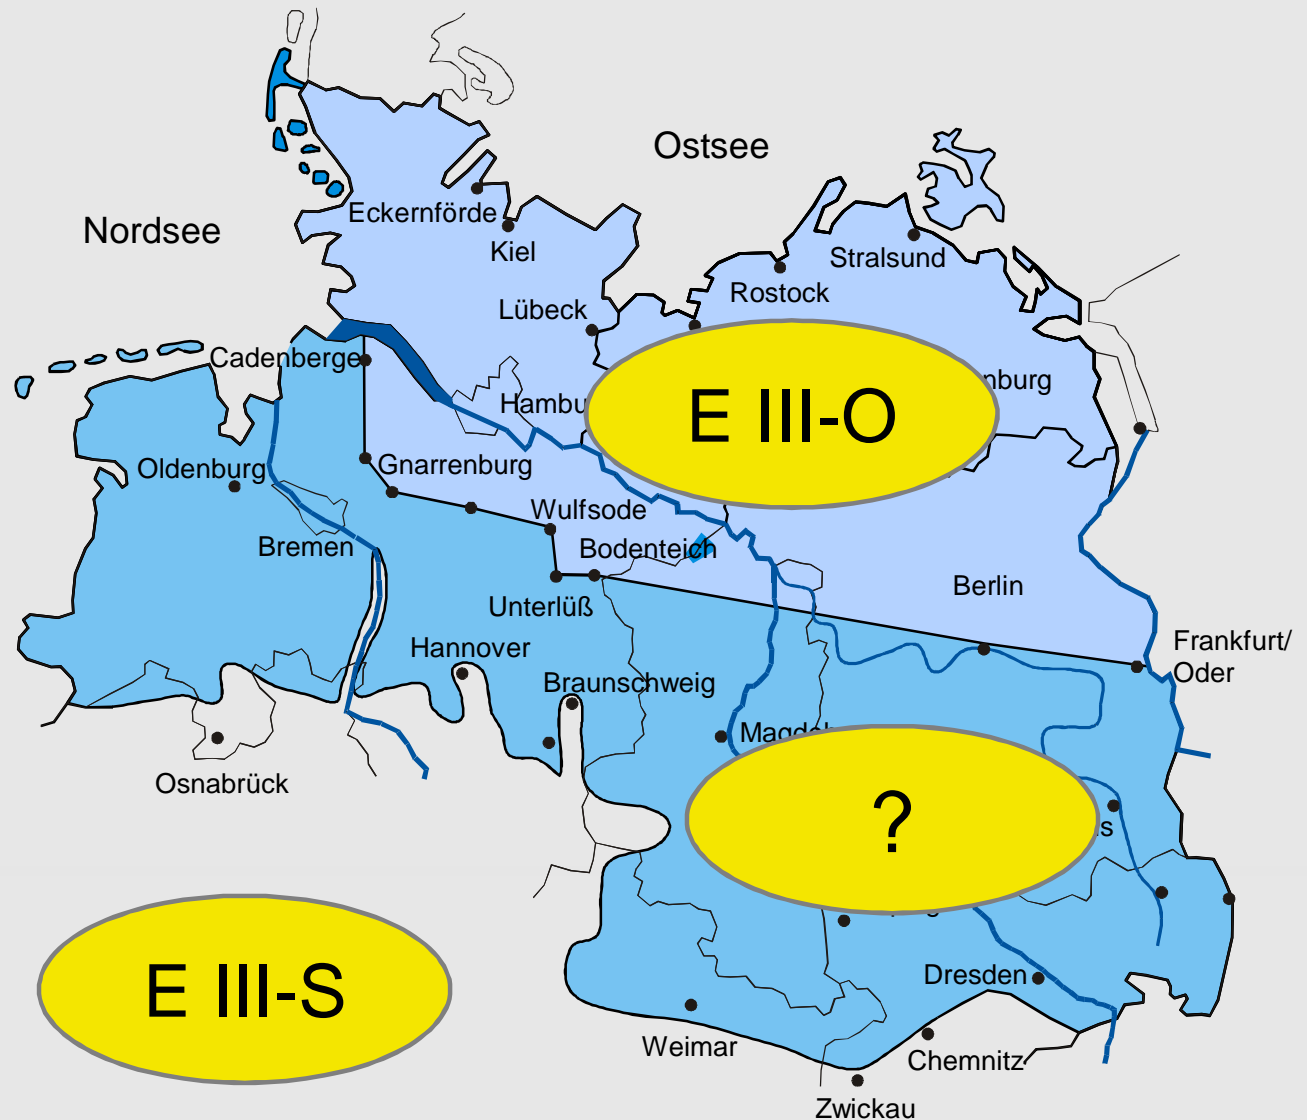 Ostsee
Nordsee
Eckernförde
Kiel
Stralsund
Rostock
Lübeck
Cadenberge
E III-O
Oldenburg
Gnarrenburg
Wulfsode
Bremen
Bodenteich
Berlin
Unterlüß
Hannover
Frankfurt/
Oder
Braunschweig
Osnabrück
?
E III-S
Dresden
Weimar
Chemnitz
Zwickau